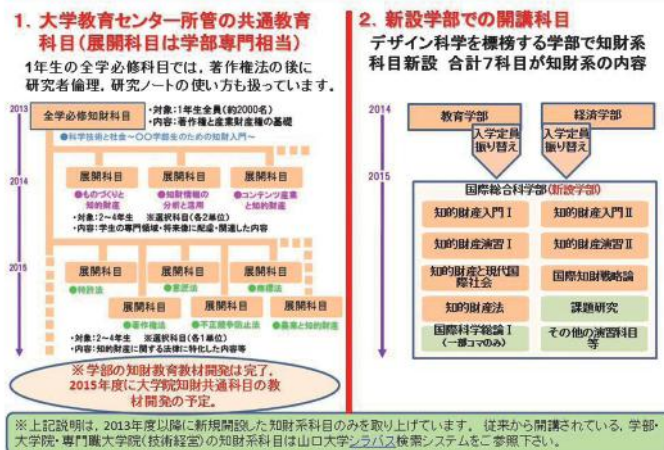 1. 大学教育センター所管の共通教育
科目(展開科目は学部専門相当)
1年生の全学必修科目では，著作権法の後に
研究者倫理．研究ノートの使い方も扱っています。
2013
全学必修知財科目
・対象：1年生全員(約2000名)
・内容：著作権と産業財産権の基礎
●科学技術と社会～〇〇学部生のための知財入門～
2014
展開科目
展開科目
展開科目
●ものづくりと
知的財産
●知財情報の
分析と活用
●コンテンツ産業
と知的財産
・対象：2～4年生 ※選択科目(各2単位)
・内容：学生の専門領域・将来像に配慮・関連した内容
2015
展開科目
展開科目
展開科目
●特許法
●意匠法
●商標法
展開科目
展開科目
展開科目
●著作権法
●不正競争防止法
●農業と知的財産
・対象：2～4年生 ※選択科目(各1単位)
・内容：知的財産に関する法律に特化した内容等
※学部の知財教育教材開発は完了．
2015年度に大学院知財共通科目の教
材開発の予定。
2. 新設学部での開講科目
デザイン科学を標榜する学部で知財系
科目新設 合計7科目が知財系の内容
2014
教育学部
経済学部
入学定員
振り替え
入学定員
振り替え
2015
国際総合科学部(新設学部)
知的財産入門Ⅰ
知的財産入門Ⅱ
知的財産演習Ⅰ
知的財産演習Ⅱ
知的財産と現代国
際社会
国際知財戦略論
知的財産法
課題研究
国際科学総論Ⅰ
(一部コマのみ)
その他の演習科目
等
※上記説明は，2013年度以降に新規開設した知財系科目のみを取り上げています。 従来から開講されている，学部・
大学院・専門職大学院(技術経営)の知財系科目は山口大学シラバス検索システムをご参照下さい。